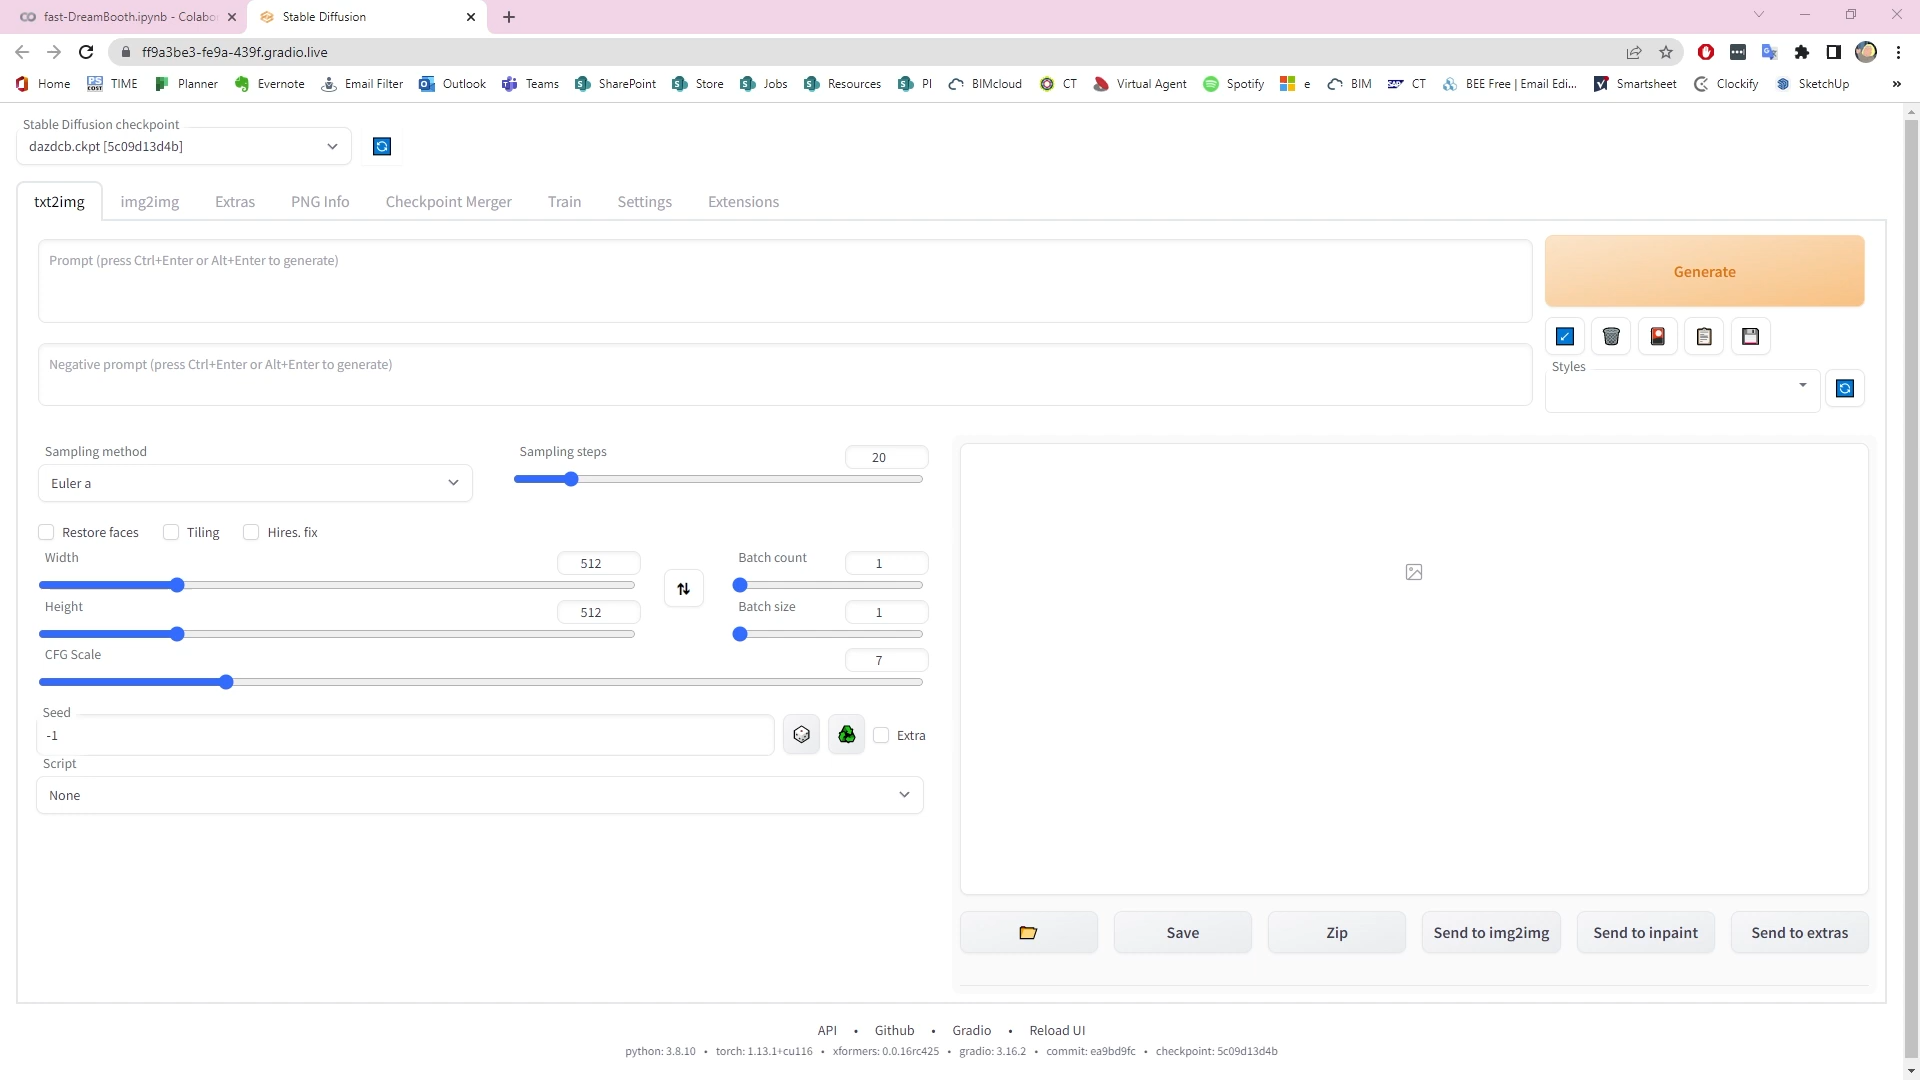 fast-DreamBooth.ipynb - Colabo
Stable Diffusion
ff9a3be3-fe9a-439f.gradio.live
Home
PS COST
TIME
Planner
Evernote
Email Filter
Outlook
Teams
SharePoint
Store
Jobs
Resources
PI
BIMcloud
CT
Virtual Agent
Spotify
e
BIM
SAP
CT
BEE Free | Email Edi...
Smartsheet
Clockify
SketchUp
»
Stable Diffusion checkpoint
dazdcb.ckpt [5c09d13d4b]
txt2img
img2img
Extras
PNG Info
Checkpoint Merger
Train
Settings
Extensions
Prompt (press Ctrl+Enter or Alt+Enter to generate)
Generate
Negative prompt (press Ctrl+Enter or Alt+Enter to generate)
Styles
Sampling method
Euler a
Sampling steps
20
Restore faces
Tiling
Hires. fix
Width
512
Batch count
1
Height
512
Batch size
1
CFG Scale
7
Seed
-1
Extra
Script
None
Save
Zip
Send to img2img
Send to inpaint
Send to extras
API • Github • Gradio • Reload UI
python: 3.8.10 • torch: 1.13.1+cu116 • xformers: 0.0.16rc425 • gradio: 3.16.2 • commit: ea9bd9fc • checkpoint: 5c09d13d4b